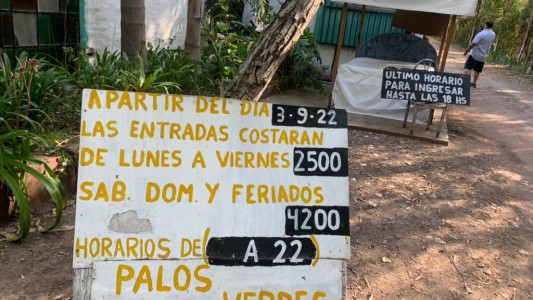 A PARTIR DEL DIA 3-9-22
LAS ENTRADAS COSTARAN
DE LUNES A VIERNES 2500
SAB. DOM. Y FERIADOS
4200
HORARIOS DE ( A 22 )
PALOS
VERDES
ULTIMO HORARIO
PARA INGRESAR
HASTA LAS 18 HS